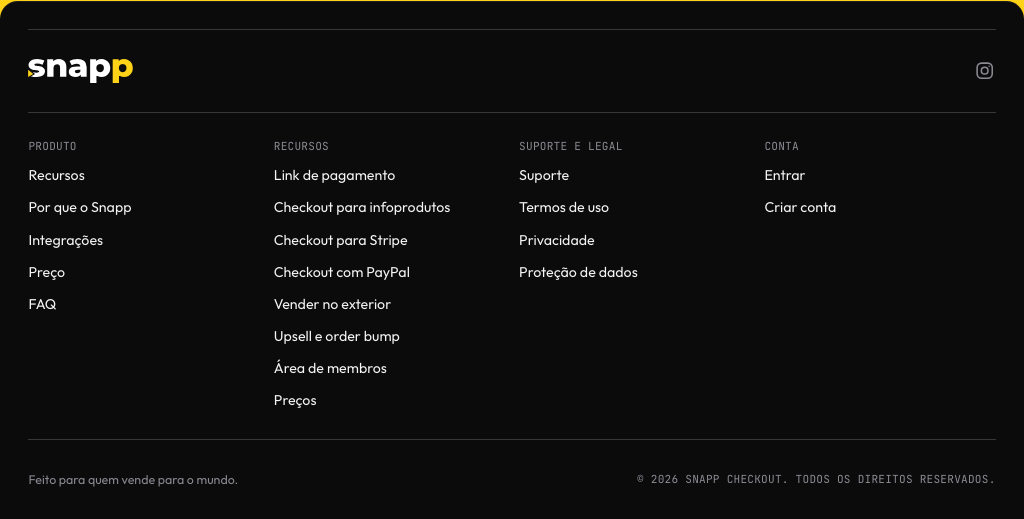 snapp
PRODUTO
Recursos
Por que o Snapp
Integrações
Preço
FAQ
RECURSOS
Link de pagamento
Checkout para infoprodutos
Checkout para Stripe
Checkout com PayPal
Vender no exterior
Upsell e order bump
Área de membros
Preços
SUPORTE E LEGAL
Suporte
Termos de uso
Privacidade
Proteção de dados
CONTA
Entrar
Criar conta
Feito para quem vende para o mundo.
© 2026 SNAPP CHECKOUT. TODOS OS DIREITOS RESERVADOS.